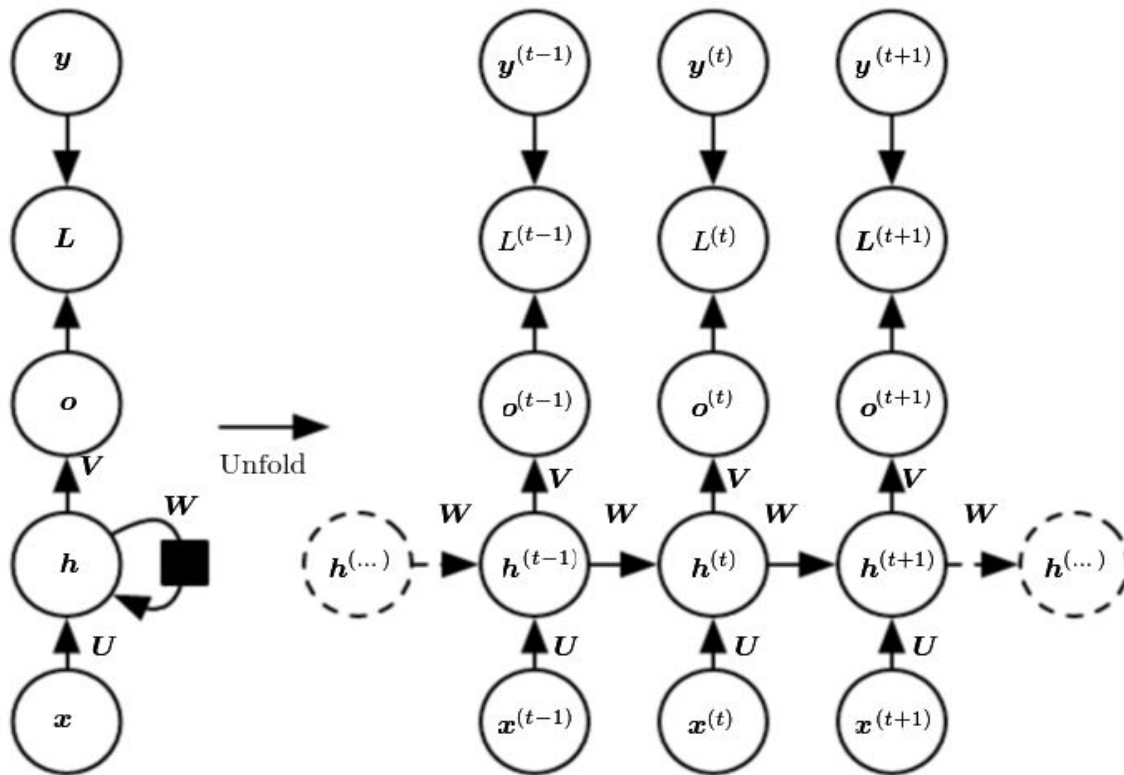 y y^(t−1) y^(t) y^(t+1)
L L^(t−1) L^(t) L^(t+1)
o o^(t−1) o^(t) o^(t+1)
Unfold
V V V V
W W W W W
h h^(...) h^(t−1) h^(t) h^(t+1) h^(...)
U U U U
x x^(t−1) x^(t) x^(t+1)